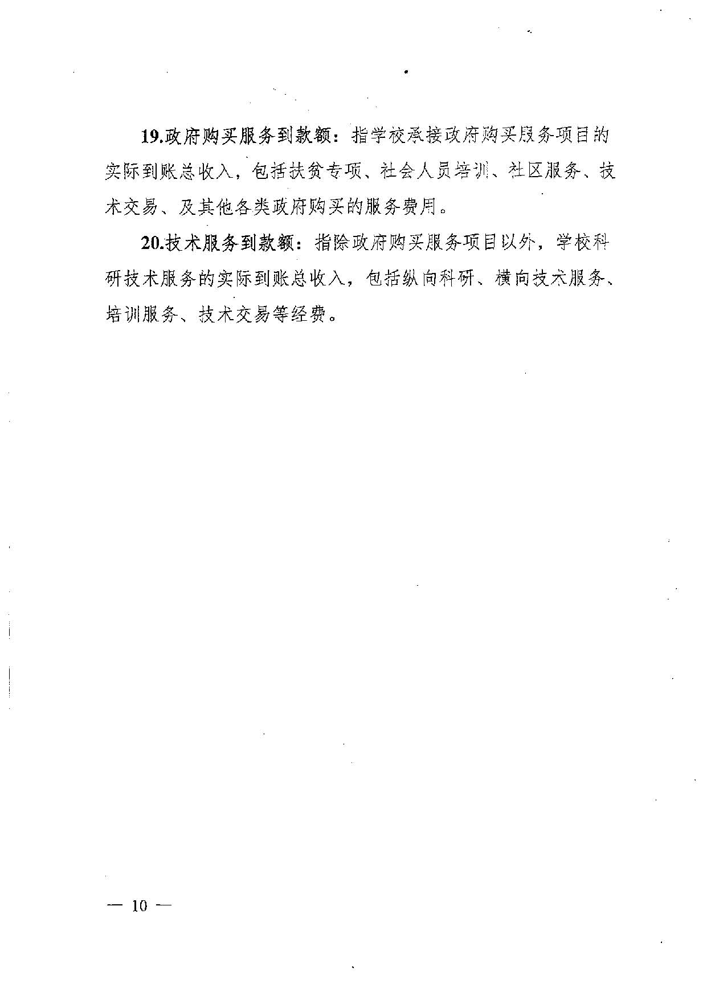 19.政府购买服务到款额：指学校承接政府购买服务项目的
实际到账总收入，包括扶贫专项、社会人员培训、社区服务、技
术交易、及其他各类政府购买的服务费用。
20.技术服务到款额：指除政府购买服务项目以外，学校科
研技术服务的实际到账总收入，包括纵向科研、横向技术服务、
培训服务、技术交易等经费。
— 10 —